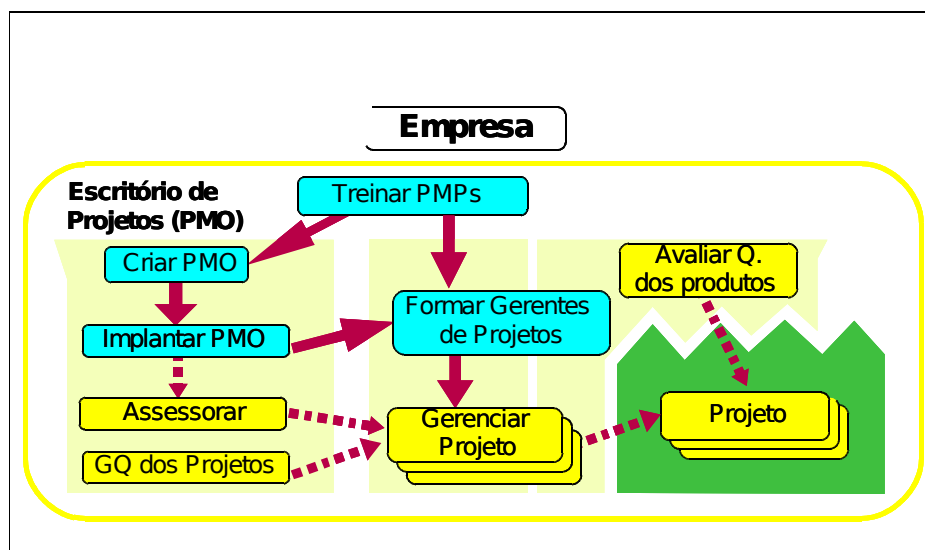 Empresa
Escritório de
Projetos (PMO)
Treinar PMPs
Criar PMO
Avaliar Q.
dos produtos
Formar Gerentes
de Projetos
Implantar PMO
Assessorar
Gerenciar
Projeto
Projeto
GQ dos Projetos